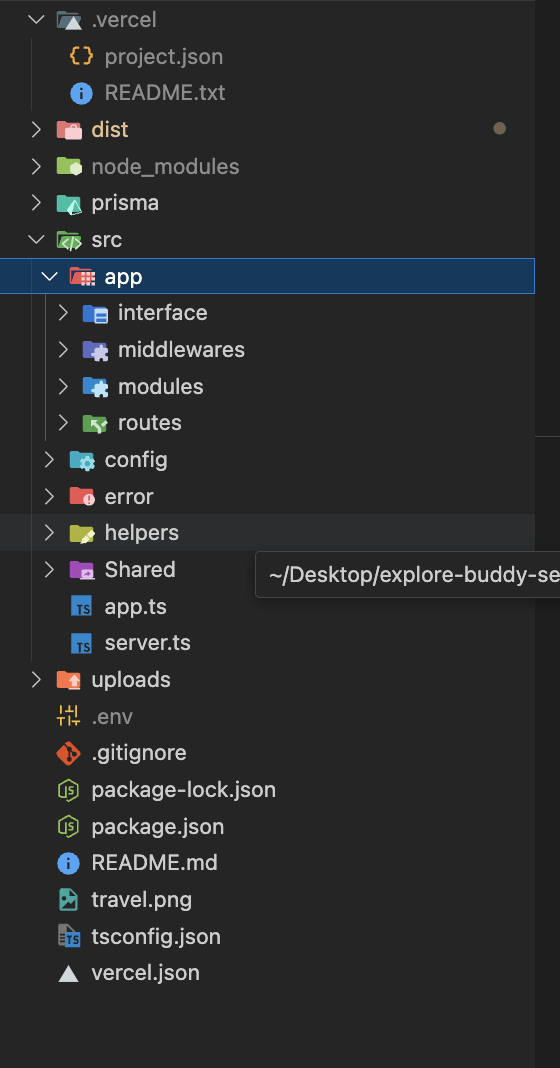 .vercel
project.json
README.txt
dist
node_modules
prisma
src
app
interface
middlewares
modules
routes
config
error
helpers
Shared
~/Desktop/explore-buddy-se
app.ts
server.ts
uploads
.env
.gitignore
package-lock.json
package.json
README.md
travel.png
tsconfig.json
vercel.json